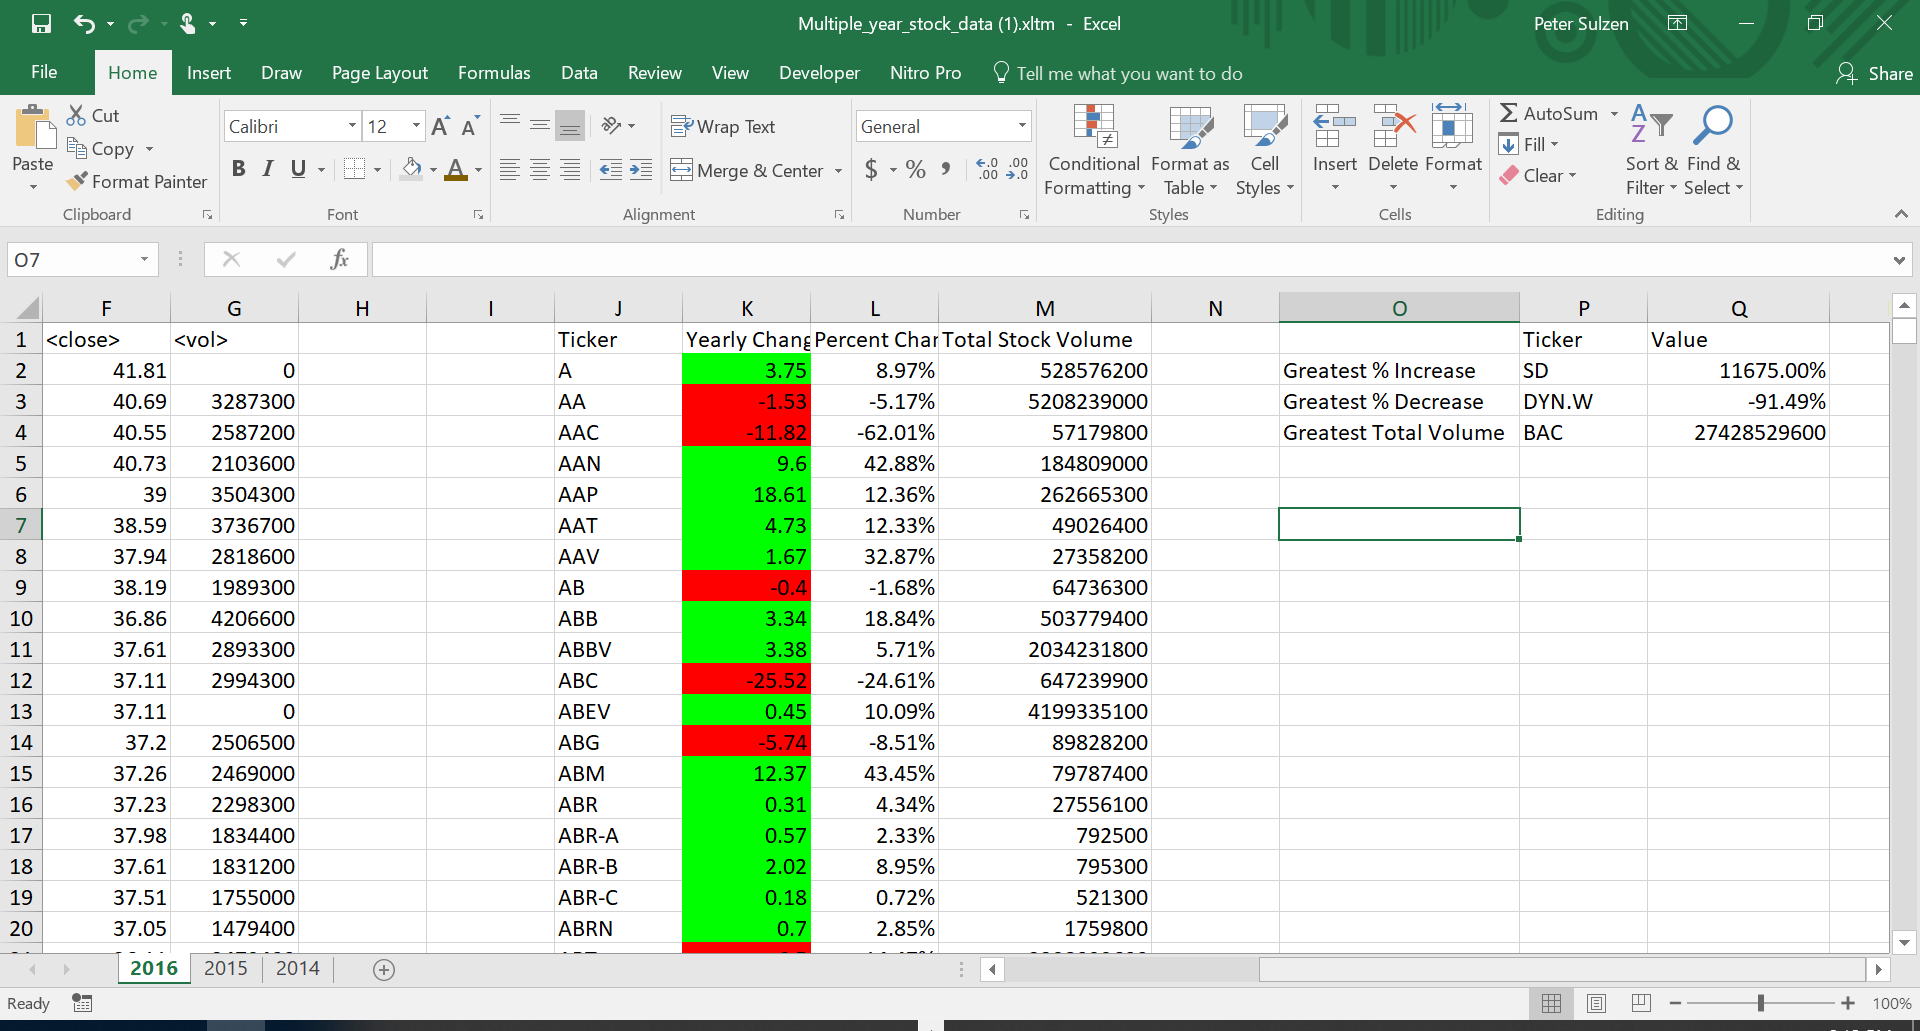 Multiple_year_stock_data (1).xltm - Excel Peter Sulzen
File Home Insert Draw Page Layout Formulas Data Review View Developer Nitro Pro Tell me what you want to do Share
Paste Cut Copy Format Painter Clipboard
Calibri 12 B I U A A A Font
Wrap Text Merge & Center Alignment
General $ % , Number
Conditional Formatting Format as Table Cell Styles Styles
Insert Delete Format Cells
AutoSum Fill Clear Sort & Filter Find & Select Editing
O7 fx
F G H I J K L M N O P Q
1 <close> <vol> Ticker Yearly Chang Percent Char Total Stock Volume Ticker Value
2 41.81 0 A 3.75 8.97% 528576200 Greatest % Increase SD 11675.00%
3 40.69 3287300 AA -1.53 -5.17% 5208239000 Greatest % Decrease DYN.W -91.49%
4 40.55 2587200 AAC -11.82 -62.01% 57179800 Greatest Total Volume BAC 27428529600
5 40.73 2103600 AAN 9.6 42.88% 184809000
6 39 3504300 AAP 18.61 12.36% 262665300
7 38.59 3736700 AAT 4.73 12.33% 49026400
8 37.94 2818600 AAV 1.67 32.87% 27358200
9 38.19 1989300 AB -0.4 -1.68% 64736300
10 36.86 4206600 ABB 3.34 18.84% 503779400
11 37.61 2893300 ABBV 3.38 5.71% 2034231800
12 37.11 2994300 ABC -25.52 -24.61% 647239900
13 37.11 0 ABEV 0.45 10.09% 4199335100
14 37.2 2506500 ABG -5.74 -8.51% 89828200
15 37.26 2469000 ABM 12.37 43.45% 79787400
16 37.23 2298300 ABR 0.31 4.34% 27556100
17 37.98 1834400 ABR-A 0.57 2.33% 792500
18 37.61 1831200 ABR-B 2.02 8.95% 795300
19 37.51 1755000 ABR-C 0.18 0.72% 521300
20 37.05 1479400 ABRN 0.7 2.85% 1759800
2016 2015 2014
Ready 100%